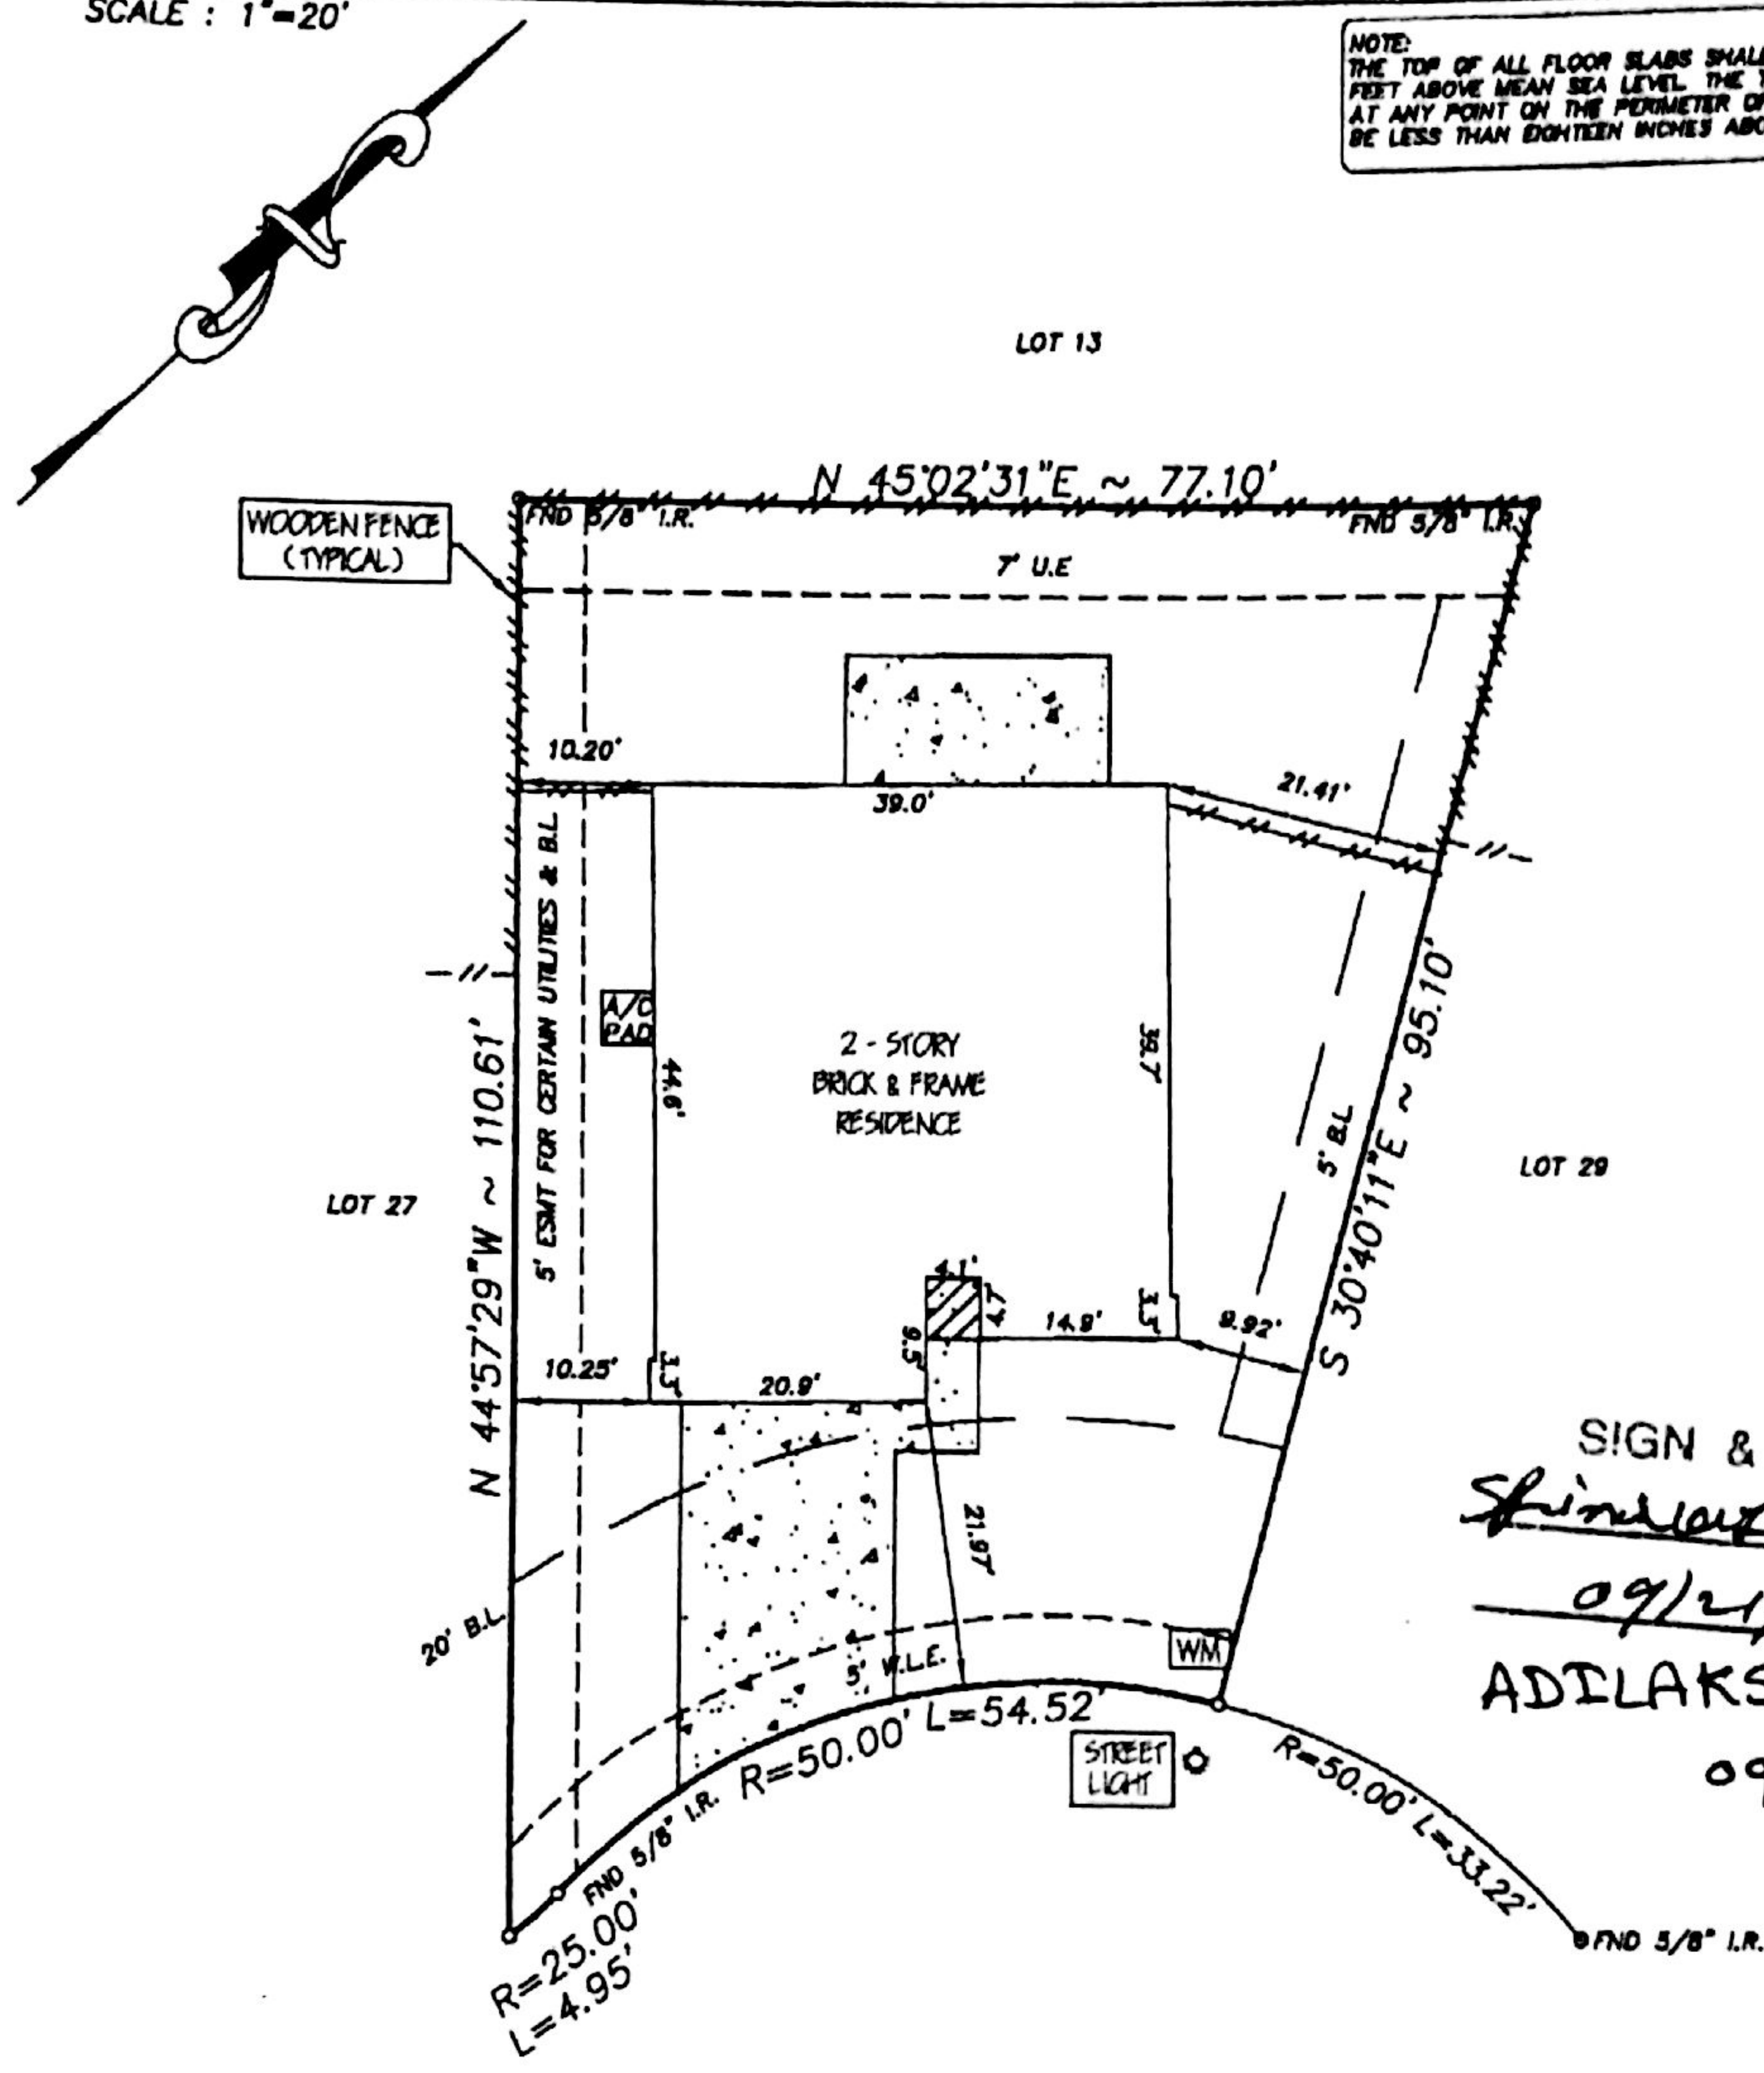 SCALE : 1"=20'
NOTE:
THE TOP OF ALL FLOOR SLABS SHALL
FEET ABOVE MEAN SEA LEVEL. THE
AT ANY POINT ON THE PERIMETER OF
BE LESS THAN EIGHTEEN INCHES ABO
LOT 13
N 45°02'31"E ~ 77.10'
WOODEN FENCE
(TYPICAL)
FND 5/8" I.R.
FND 5/8" I.R.
7' U.E
10.20'
39.0'
21.41'
5' ESMT FOR CERTAIN UTILITIES & B.L.
A/C
PAD
44.6'
2 - STORY
BRICK & FRAME
RESIDENCE
39.7'
N 44°57'29"W ~ 110.61'
S 30°40'11"E ~ 95.10'
5' B.L
LOT 27
LOT 29
4.1'
4.7'
9.5'
14.9'
3.3'
9.92'
10.25'
3.3'
20.9'
21.97'
20' B.L.
5' W.L.E.
WM
R=50.00' L=54.52'
STREET
LIGHT
R=50.00' L=33.22'
FND 5/8" I.R.
FND 5/8" I.R.
R=25.00'
L=4.95'
SIGN &
09/21
ADILAKS
09